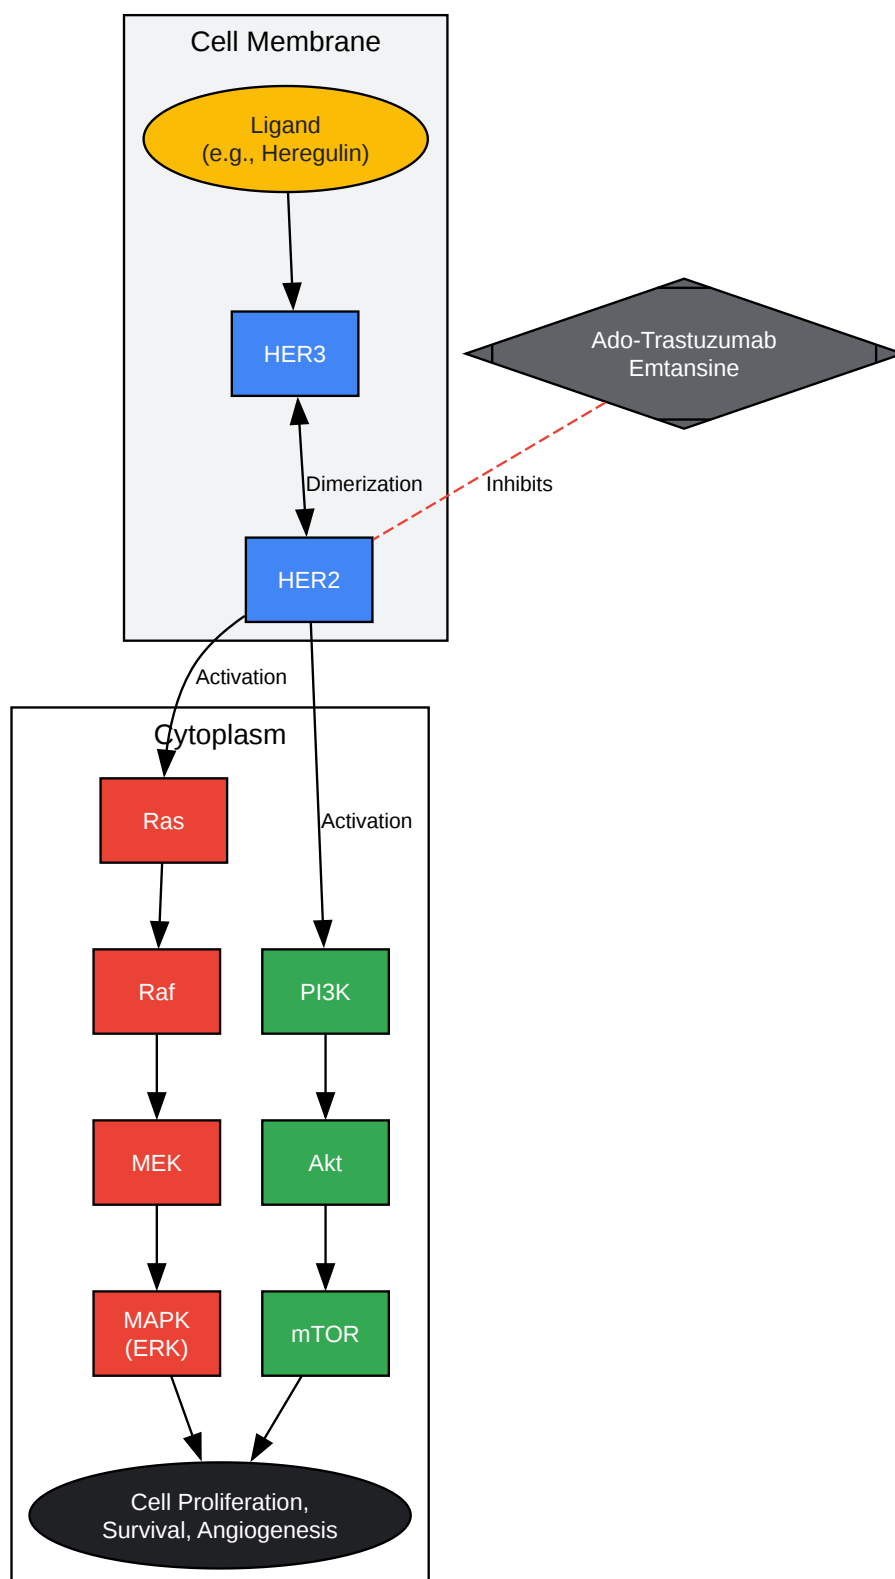 Cell Membrane
Ligand
(e.g., Heregulin)
HER3
Ado-Trastuzumab
Emtansine
Dimerization
Inhibits
HER2
Activation
Cytoplasm
Ras
Activation
Raf
PI3K
MEK
Akt
MAPK
(ERK)
mTOR
Cell Proliferation,
Survival, Angiogenesis